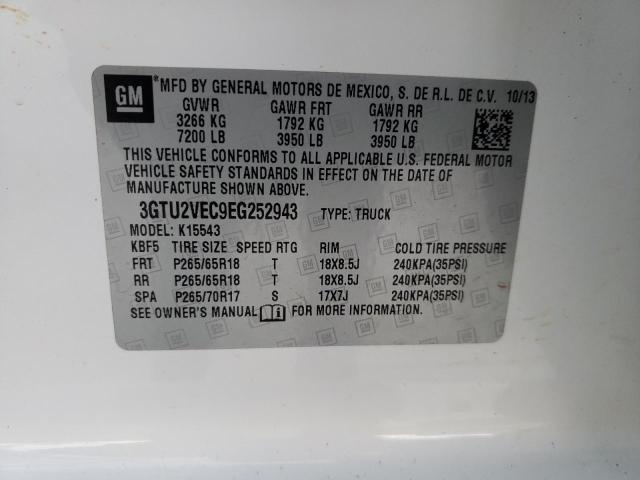 GM *MFD BY GENERAL MOTORS DE MEXICO, S. DE R.L. DE C.V. 10/13
GVWR GAWR FRT GAWR RR
3266 KG 1792 KG 1792 KG
7200 LB 3950 LB 3950 LB
THIS VEHICLE CONFORMS TO ALL APPLICABLE U.S. FEDERAL MOTOR
VEHICLE SAFETY STANDARDS IN EFFECT ON THE DATE OF
MANUFACTURE SHOWN ABOVE.
3GTU2VEC9EG252943 TYPE: TRUCK
MODEL: K15543
KBF5 TIRE SIZE SPEED RTG RIM COLD TIRE PRESSURE
FRT P265/65R18 T 18X8.5J 240KPA(35PSI)
RR P265/65R18 T 18X8.5J 240KPA(35PSI)
SPA P265/70R17 S 17X7J 240KPA(35PSI)
SEE OWNER'S MANUAL FOR MORE INFORMATION.